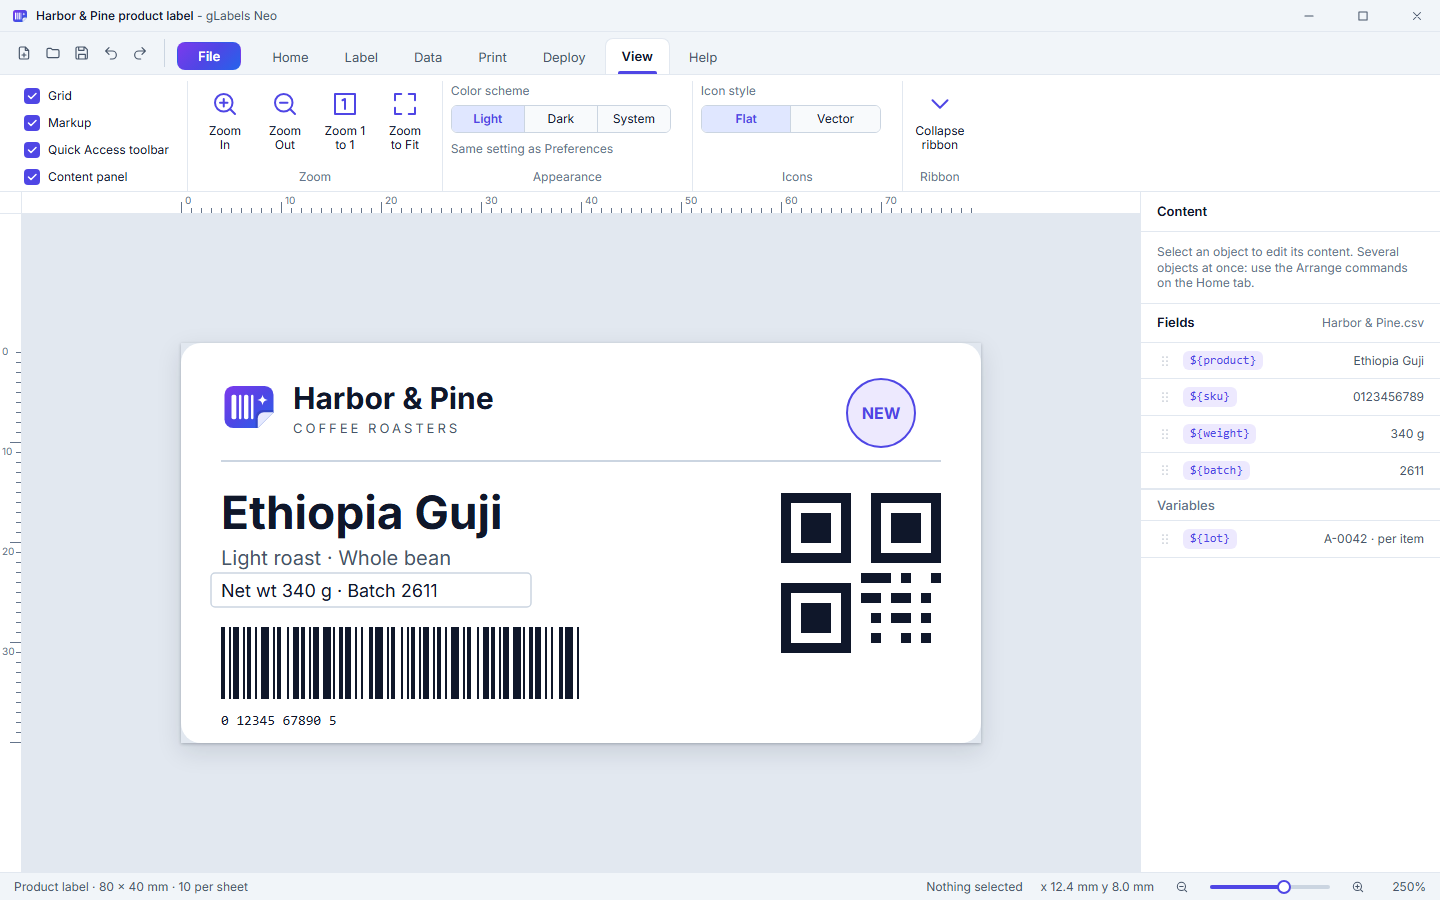 Harbor & Pine product label - gLabels Neo
File
Home
Label
Data
Print
Deploy
View
Help
Grid
Markup
Quick Access toolbar
Content panel
Zoom In
Zoom Out
Zoom 1 to 1
Zoom to Fit
Zoom
Color scheme
Light
Dark
System
Same setting as Preferences
Appearance
Icon style
Flat
Vector
Icons
Collapse ribbon
Ribbon
0 10 20 30 40 50 60 70
0
10
20
30
Harbor & Pine
COFFEE ROASTERS
NEW
Ethiopia Guji
Light roast · Whole bean
Net wt 340 g · Batch 2611
0 12345 67890 5
Content
Select an object to edit its content. Several
objects at once: use the Arrange commands
on the Home tab.
Fields Harbor & Pine.csv
${product} Ethiopia Guji
${sku} 0123456789
${weight} 340 g
${batch} 2611
Variables
${lot} A-0042 · per item
Product label · 80 × 40 mm · 10 per sheet
Nothing selected
x 12.4 mm y 8.0 mm
250%